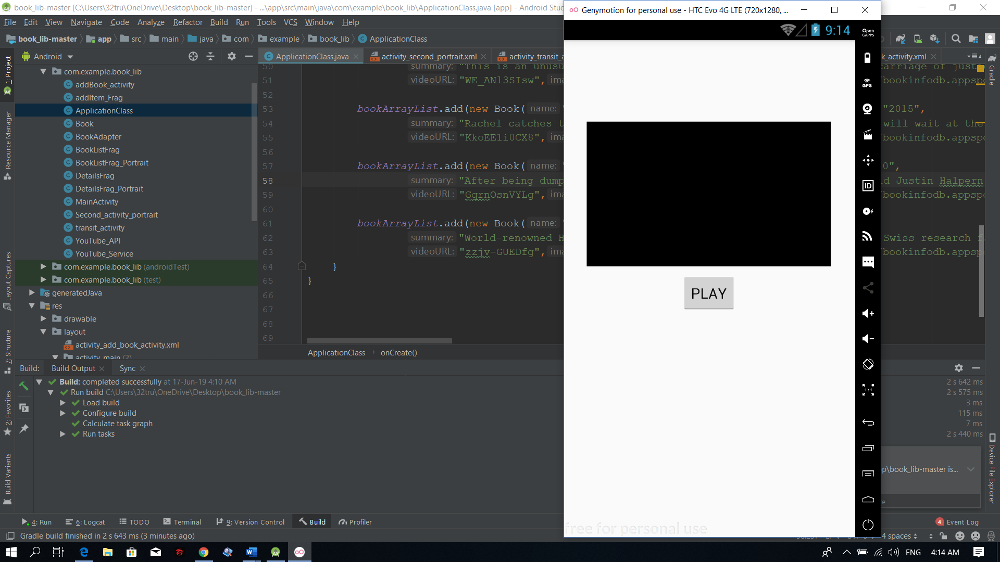 book_lib-master [C:\Users\32tru\OneDrive\Desktop\book_lib-master] - ...\app\src\main\java\com\example\book_lib\ApplicationClass.java [app] - Android Stu
File Edit View Navigate Code Analyze Refactor Build Run Tools VCS Window Help
book_lib-master app src main java com example book_lib ApplicationClass
Android
ApplicationClass.java activity_second_portrait.xml activity_transit_a k_activity.xml
4
1: Project
Resource Manager
Layout Captures
7: Structure
2: Favorites
Build Variants
com.example.book_lib
addBook_activity
addItem_Frag
ApplicationClass
Book
BookAdapter
BookListFrag
BookListFrag_Portrait
DetailsFrag
DetailsFrag_Portrait
MainActivity
Second_activity_portrait
transit_activity
YouTube_API
YouTube_Service
com.example.book_lib (androidTest)
com.example.book_lib (test)
generatedJava
res
drawable
layout
activity_add_book_activity.xml
activity_main (2)
50 summary: "This is an unusu carriage of just
51 videoURL: "WE_ANl3SIsw", ima /bookinfodb.appspo
52
53 bookArrayList.add(new Book( name: " "2015",
54 summary: "Rachel catches t will wait at the
55 videoURL: "KkoEE1i0CX8", ima /bookinfodb.appspo
56
57 bookArrayList.add(new Book( name: " 0",
58 summary: "After being dump d Justin Halpern
59 videoURL: "GqrnOsnVYLg", ima /bookinfodb.appspo
60
61 bookArrayList.add(new Book( name: "
62 summary: "World-renowned H Swiss research f
63 videoURL: "zzjv-GUEDfg", ima /bookinfodb.appspo
64 }
65 }
66
67
68
69
ApplicationClass onCreate()
Gradle
Device File Explorer
Genymotion for personal use - HTC Evo 4G LTE (720x1280, ...
9:14
Open
GAPPS
GPS
ID
1:1
PLAY
free for personal use
Build: Build Output Sync
Build: completed successfully at 17-Jun-19 4:10 AM 2 s 642 ms
Run build C:\Users\32tru\OneDrive\Desktop\book_lib-master 2 s 575 ms
Load build 3 ms
Configure build 115 ms
Calculate task graph 7 ms
Run tasks 2 s 440 ms
p\book_lib-master is...
4: Run 6: Logcat TODO Terminal 9: Version Control Build Profiler 4 Event Log
Gradle build finished in 2 s 643 ms (3 minutes ago) 4 spaces
ENG 4:14 AM